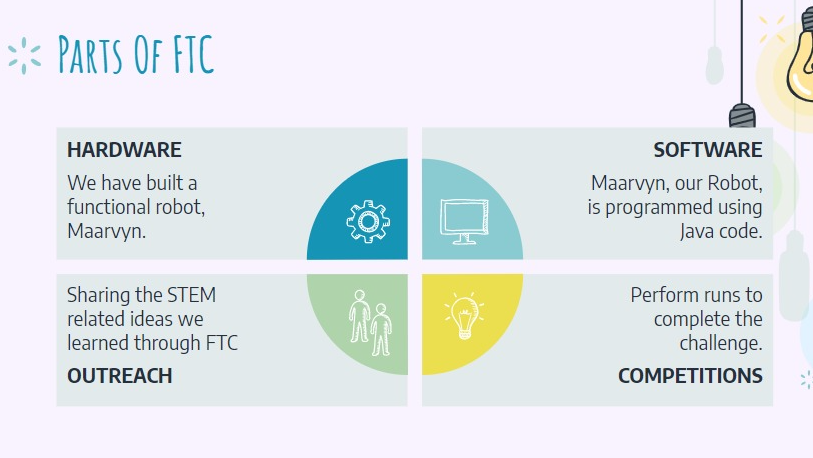 Parts Of FTC
HARDWARE
We have built a
functional robot,
Maarvyn.
SOFTWARE
Maarvyn, our Robot,
is programmed using
Java code.
Sharing the STEM
related ideas we
learned through FTC
OUTREACH
Perform runs to
complete the
challenge.
COMPETITIONS